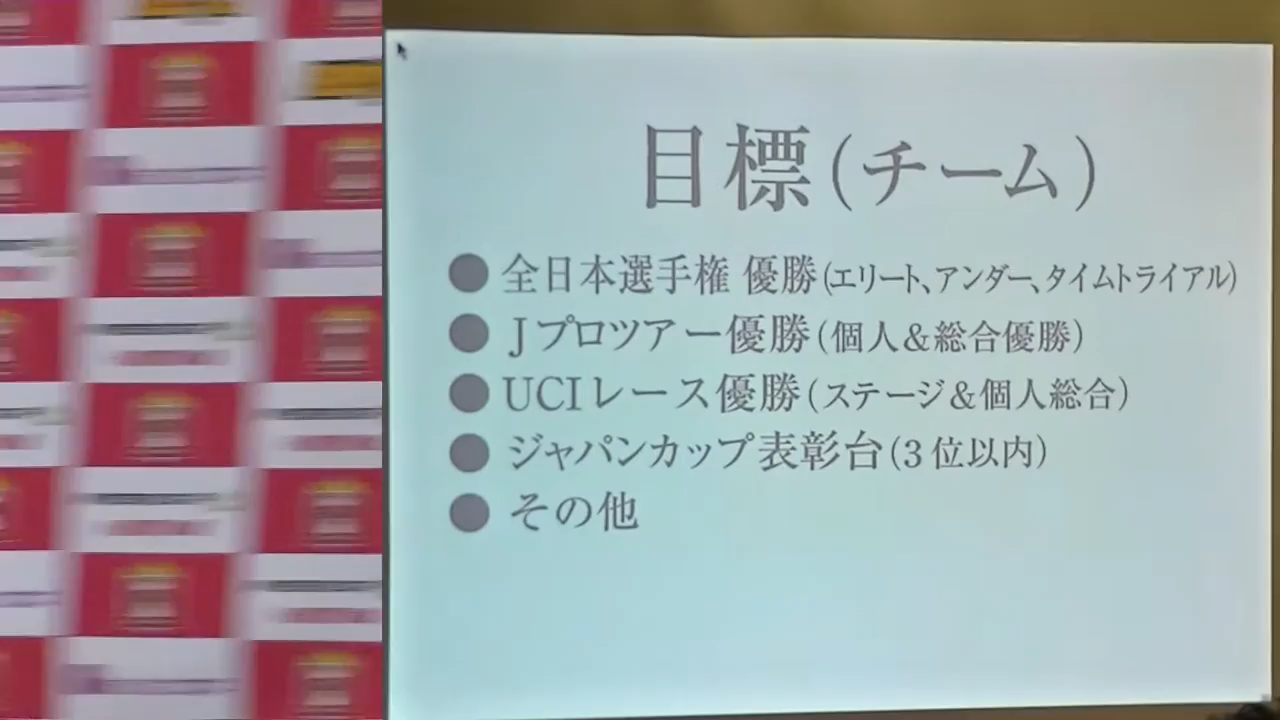 目標(チーム)
● 全日本選手権 優勝(エリート、アンダー、タイムトライアル)
● Jプロツアー優勝(個人&総合優勝)
● UCIレース優勝(ステージ&個人総合)
● ジャパンカップ表彰台(3位以内)
● その他